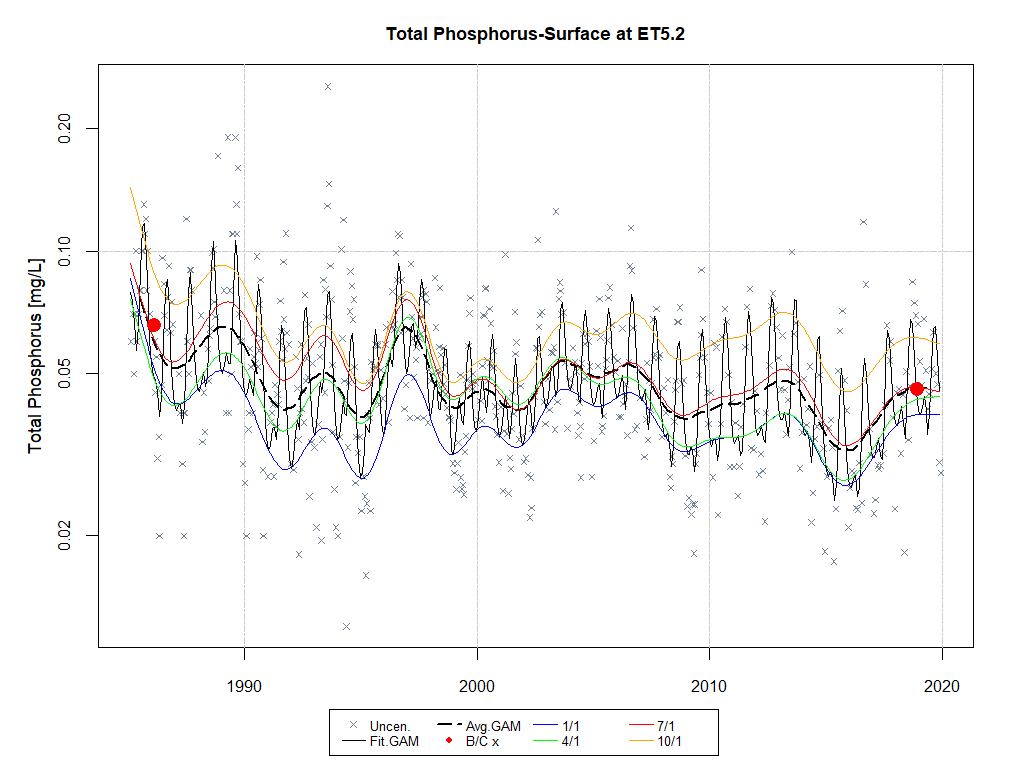 Total Phosphorus-Surface at ET5.2
Total Phosphorus [mg/L]
0.20
0.10
0.05
0.02
1990 2000 2010 2020
Uncen. Avg.GAM 1/1 7/1
Fit.GAM B/C x 4/1 10/1